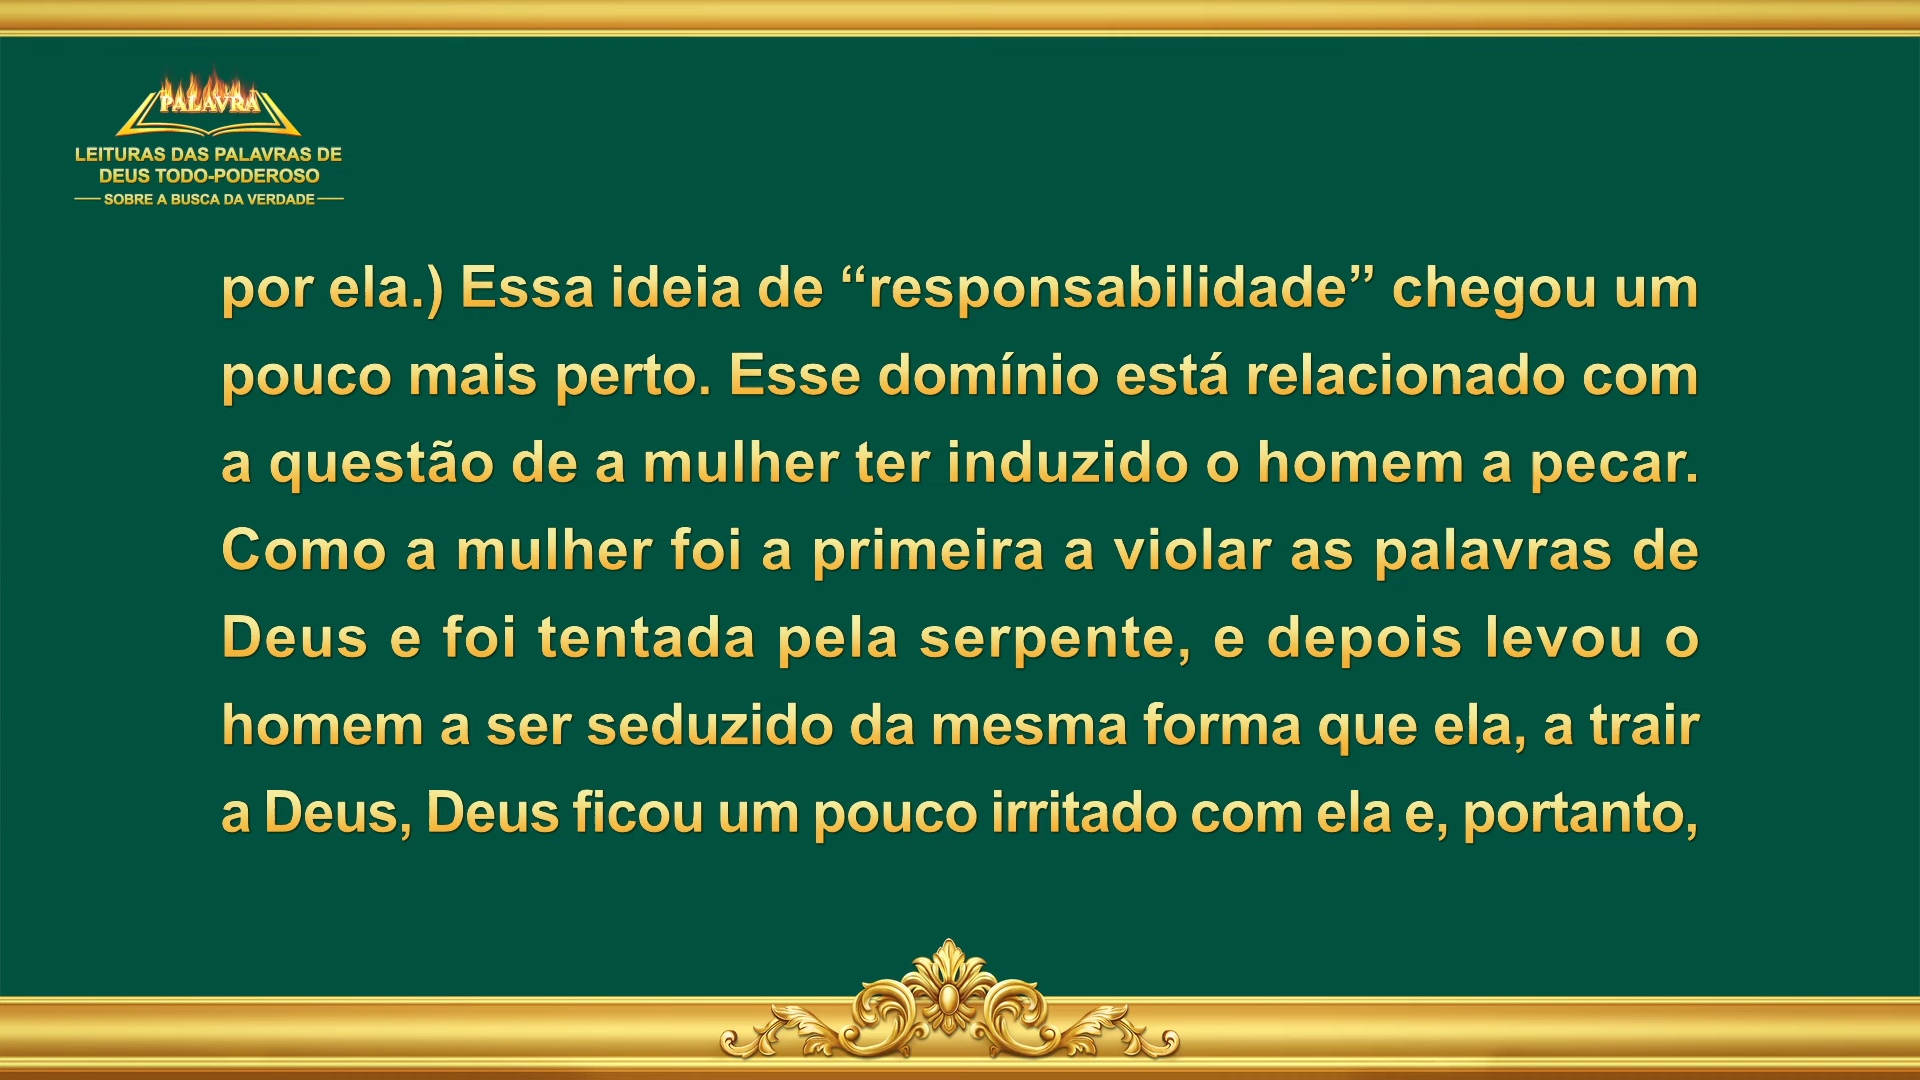 PALAVRA
LEITURAS DAS PALAVRAS DE
DEUS TODO-PODEROSO
SOBRE A BUSCA DA VERDADE
por ela.) Essa ideia de “responsabilidade” chegou um
pouco mais perto. Esse domínio está relacionado com
a questão de a mulher ter induzido o homem a pecar.
Como a mulher foi a primeira a violar as palavras de
Deus e foi tentada pela serpente, e depois levou o
homem a ser seduzido da mesma forma que ela, a trair
a Deus, Deus ficou um pouco irritado com ela e, portanto,